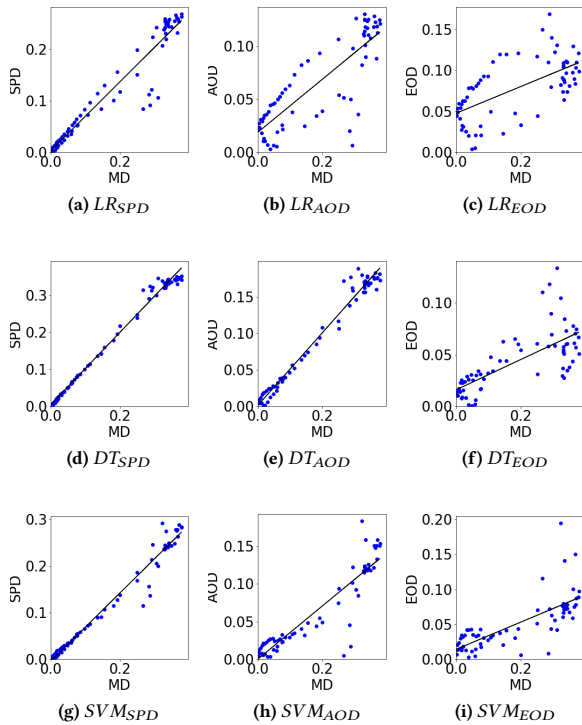 0.2
0.1
0.0
SPD
0.0 0.2
MD
(a) LR_SPD
0.10
0.05
0.00
AOD
0.0 0.2
MD
(b) LR_AOD
0.15
0.10
0.05
0.00
EOD
0.0 0.2
MD
(c) LR_EOD
0.3
0.2
0.1
0.0
SPD
0.0 0.2
MD
(d) DT_SPD
0.15
0.10
0.05
0.00
AOD
0.0 0.2
MD
(e) DT_AOD
0.10
0.05
0.00
EOD
0.0 0.2
MD
(f) DT_EOD
0.3
0.2
0.1
0.0
SPD
0.0 0.2
MD
(g) SVM_SPD
0.15
0.10
0.05
0.00
AOD
0.0 0.2
MD
(h) SVM_AOD
0.20
0.15
0.10
0.05
0.00
EOD
0.0 0.2
MD
(i) SVM_EOD